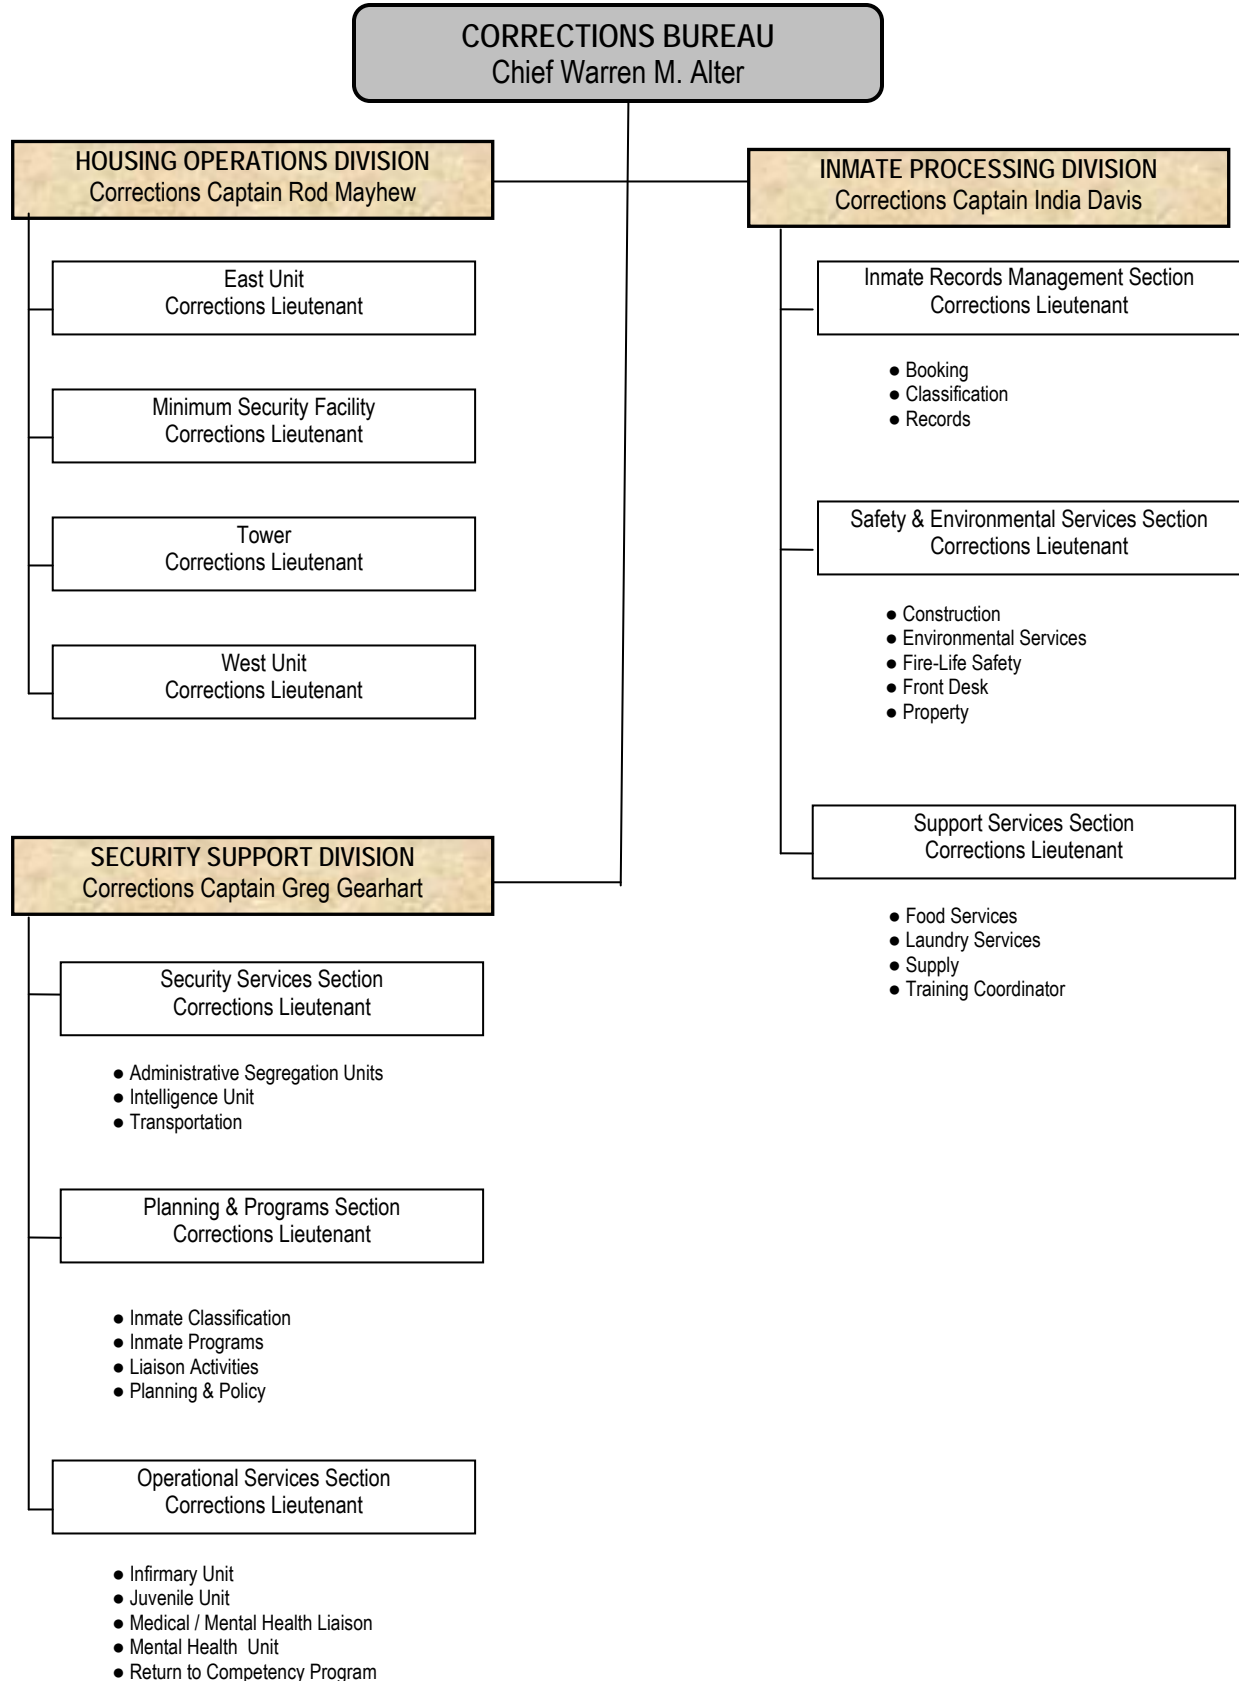 CORRECTIONS BUREAU
Chief Warren M. Alter
HOUSING OPERATIONS DIVISION
Corrections Captain Rod Mayhew
East Unit
Corrections Lieutenant
Minimum Security Facility
Corrections Lieutenant
Tower
Corrections Lieutenant
West Unit
Corrections Lieutenant
INMATE PROCESSING DIVISION
Corrections Captain India Davis
Inmate Records Management Section
Corrections Lieutenant
● Booking
● Classification
● Records
Safety & Environmental Services Section
Corrections Lieutenant
● Construction
● Environmental Services
● Fire-Life Safety
● Front Desk
● Property
Support Services Section
Corrections Lieutenant
● Food Services
● Laundry Services
● Supply
● Training Coordinator
SECURITY SUPPORT DIVISION
Corrections Captain Greg Gearhart
Security Services Section
Corrections Lieutenant
● Administrative Segregation Units
● Intelligence Unit
● Transportation
Planning & Programs Section
Corrections Lieutenant
● Inmate Classification
● Inmate Programs
● Liaison Activities
● Planning & Policy
Operational Services Section
Corrections Lieutenant
● Infirmary Unit
● Juvenile Unit
● Medical / Mental Health Liaison
● Mental Health Unit
● Return to Competency Program